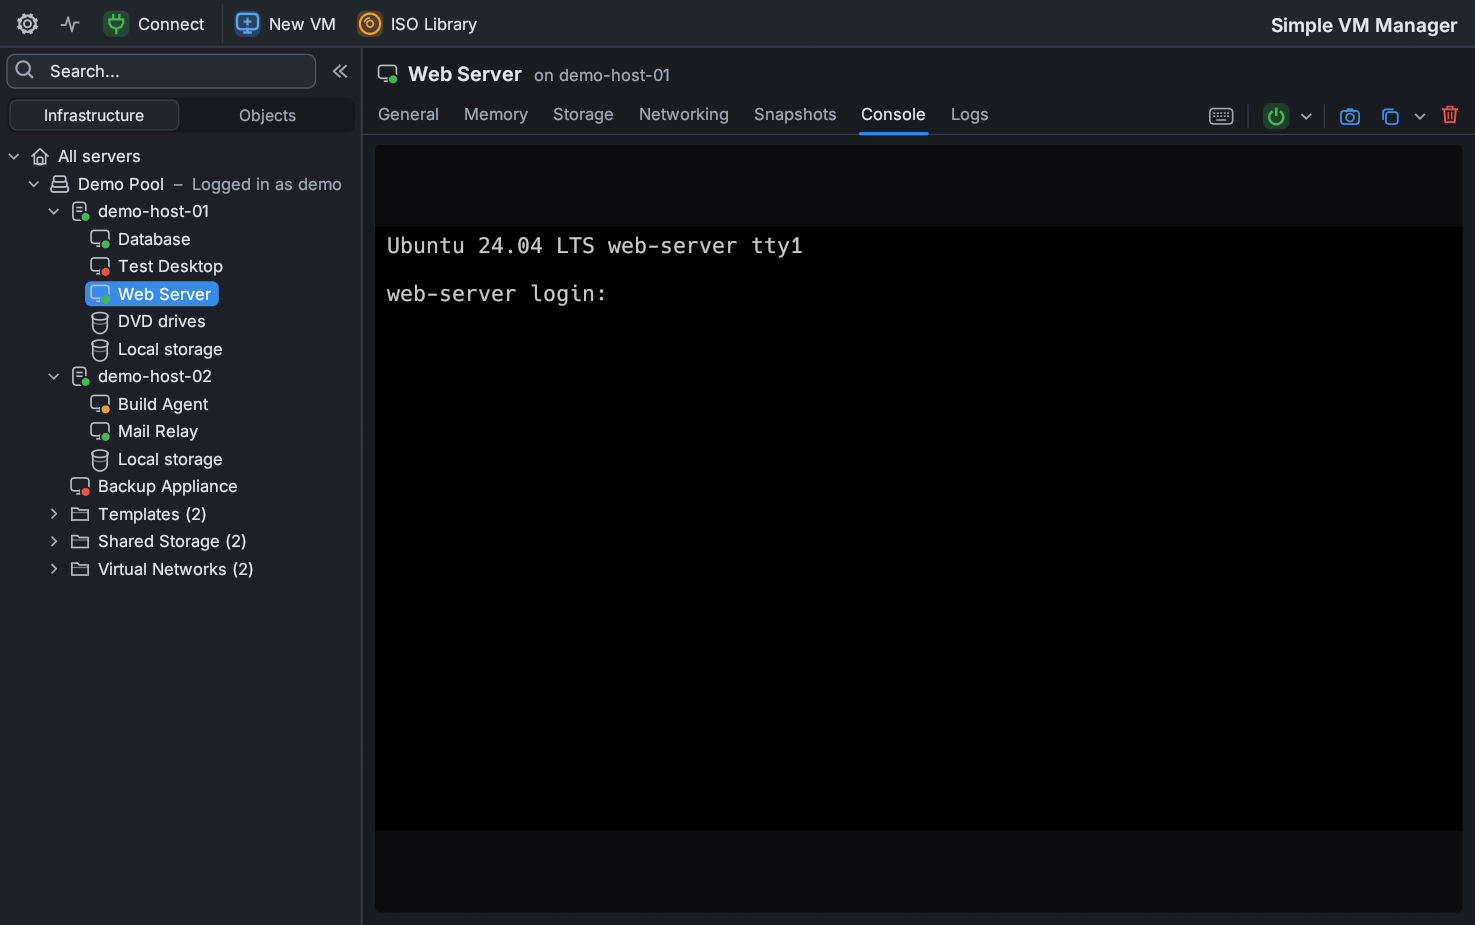 Connect
New VM
ISO Library
Simple VM Manager
Search...
Infrastructure
Objects
All servers
Demo Pool – Logged in as demo
demo-host-01
Database
Test Desktop
Web Server
DVD drives
Local storage
demo-host-02
Build Agent
Mail Relay
Local storage
Backup Appliance
Templates (2)
Shared Storage (2)
Virtual Networks (2)
Web Server on demo-host-01
General Memory Storage Networking Snapshots Console Logs
Ubuntu 24.04 LTS web-server tty1
web-server login: